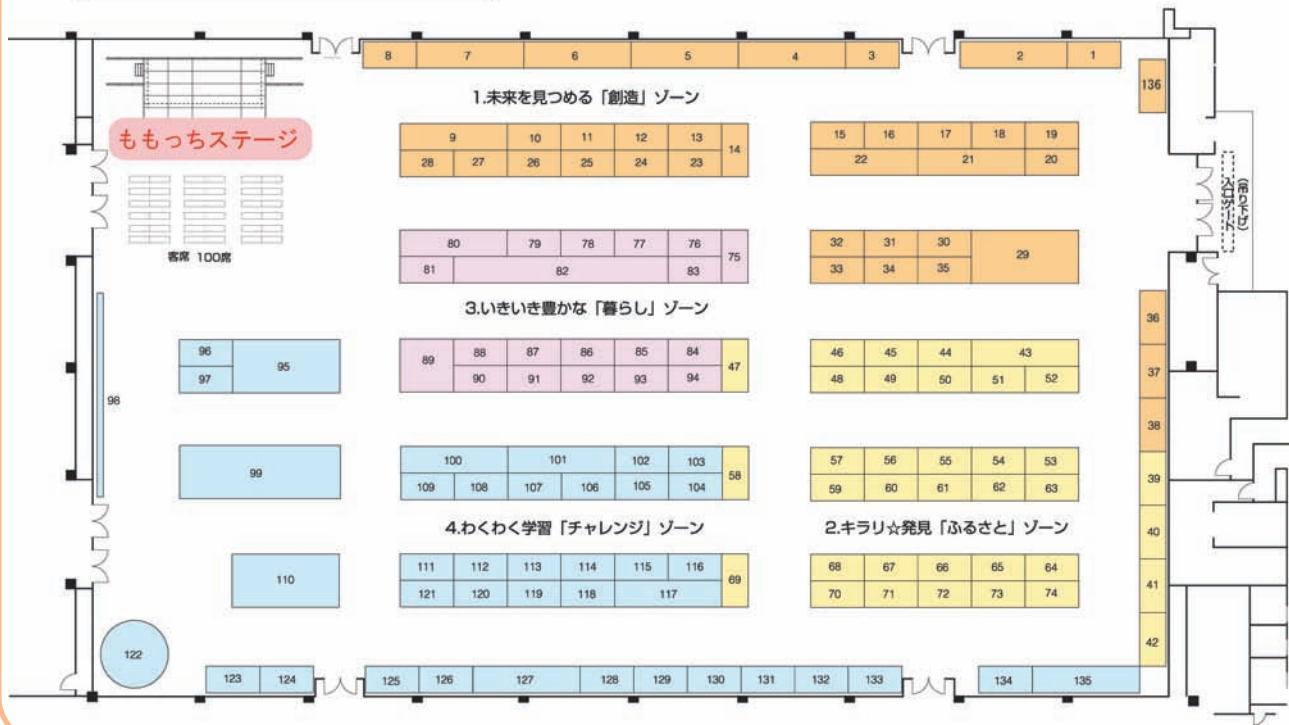 8 7 6 5 4 3 2 1
136
1.未来を見つめる「創造」ゾーン
ももっちステージ
9 10 11 12 13 14 15 16 17 18 19
28 27 26 25 24 23 22 21 20
入口ゲート
(吊り下げ)
客席 100席
80 79 78 77 76 75 32 31 30 29
81 82 83 33 34 35
3.いきいき豊かな「暮らし」ゾーン
36
96 95 89 88 87 86 85 84 47 46 45 44 43
97 90 91 92 93 94 48 49 50 51 52
37
98
38
99 100 101 102 103 58 57 56 55 54 53
109 108 107 106 105 104 59 60 61 62 63
39
40
4.わくわく学習「チャレンジ」ゾーン
2.キラリ☆発見「ふるさと」ゾーン
110 111 112 113 114 115 116 69 68 67 66 65 64
121 120 119 118 117 70 71 72 73 74
41
42
122
123 124 125 126 127 128 129 130 131 132 133 134 135